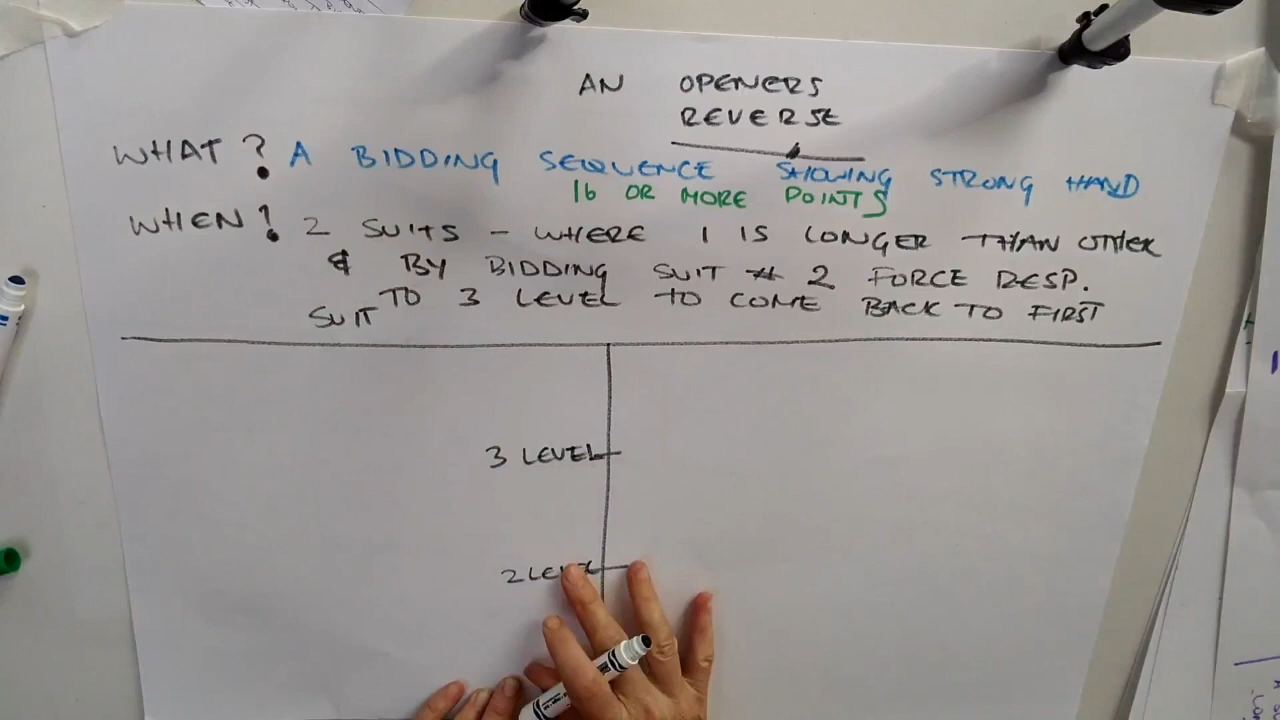 AN OPENERS
REVERSE
WHAT? A BIDDING SEQUENCE SHOWING STRONG HAND
16 OR MORE POINTS
WHEN? 2 SUITS - WHERE 1 IS LONGER THAN OTHER
& BY BIDDING SUIT # 2 FORCE RESP.
TO 3 LEVEL TO COME BACK TO FIRST
SUIT
3 LEVEL
2